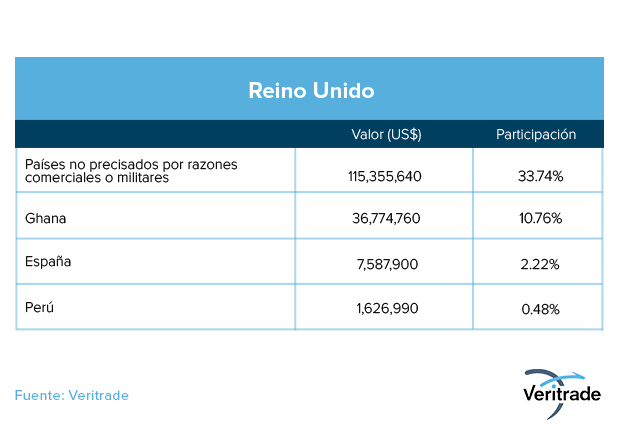 Reino Unido
Valor (US$) Participación
Países no precisados por razones
comerciales o militares 115,355,640 33.74%
Ghana 36,774,760 10.76%
España 7,587,900 2.22%
Perú 1,626,990 0.48%
Fuente: Veritrade
Veritrade